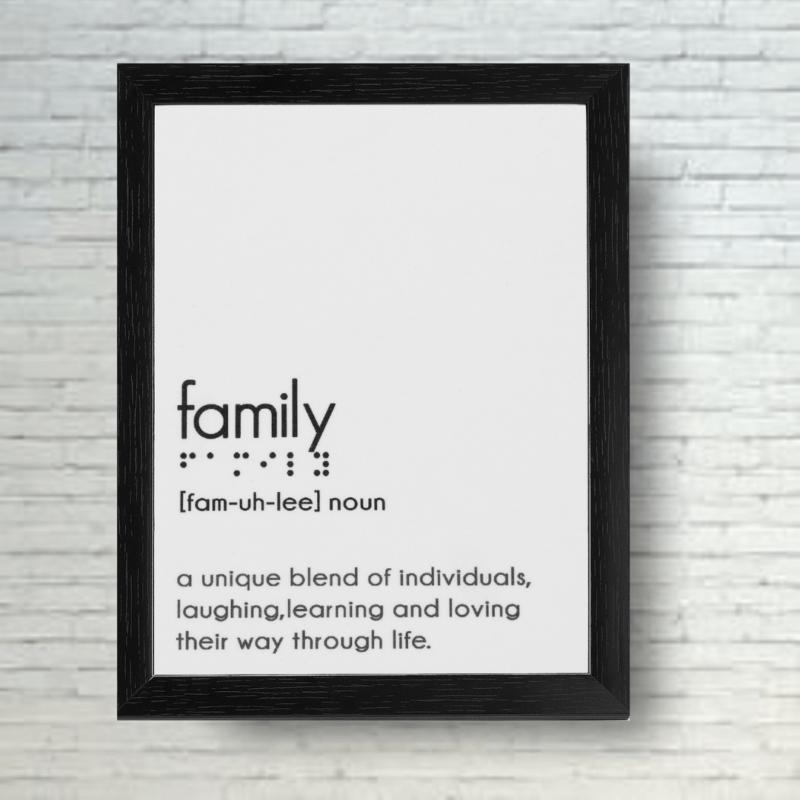 family
⠋⠁⠍⠊⠇⠽
[fam-uh-lee] noun
a unique blend of individuals,
laughing,learning and loving
their way through life.